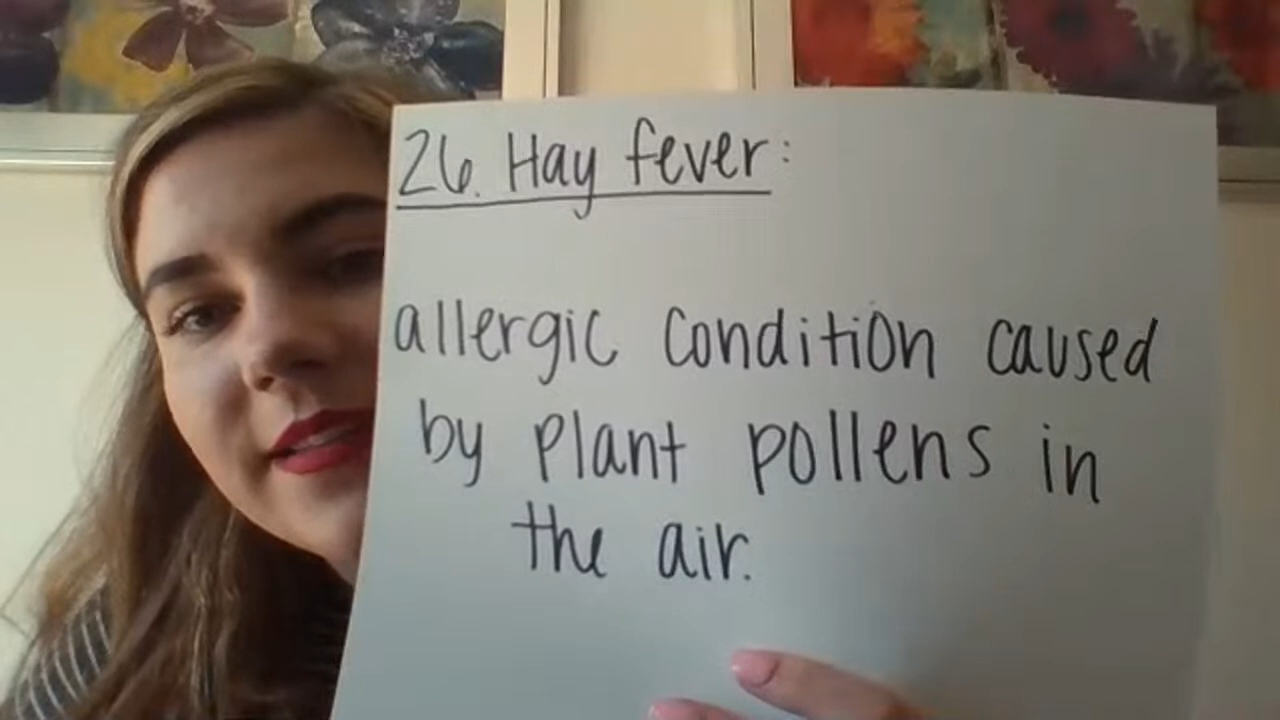 26. Hay fever:
allergic condition caused
by plant pollens in
the air.